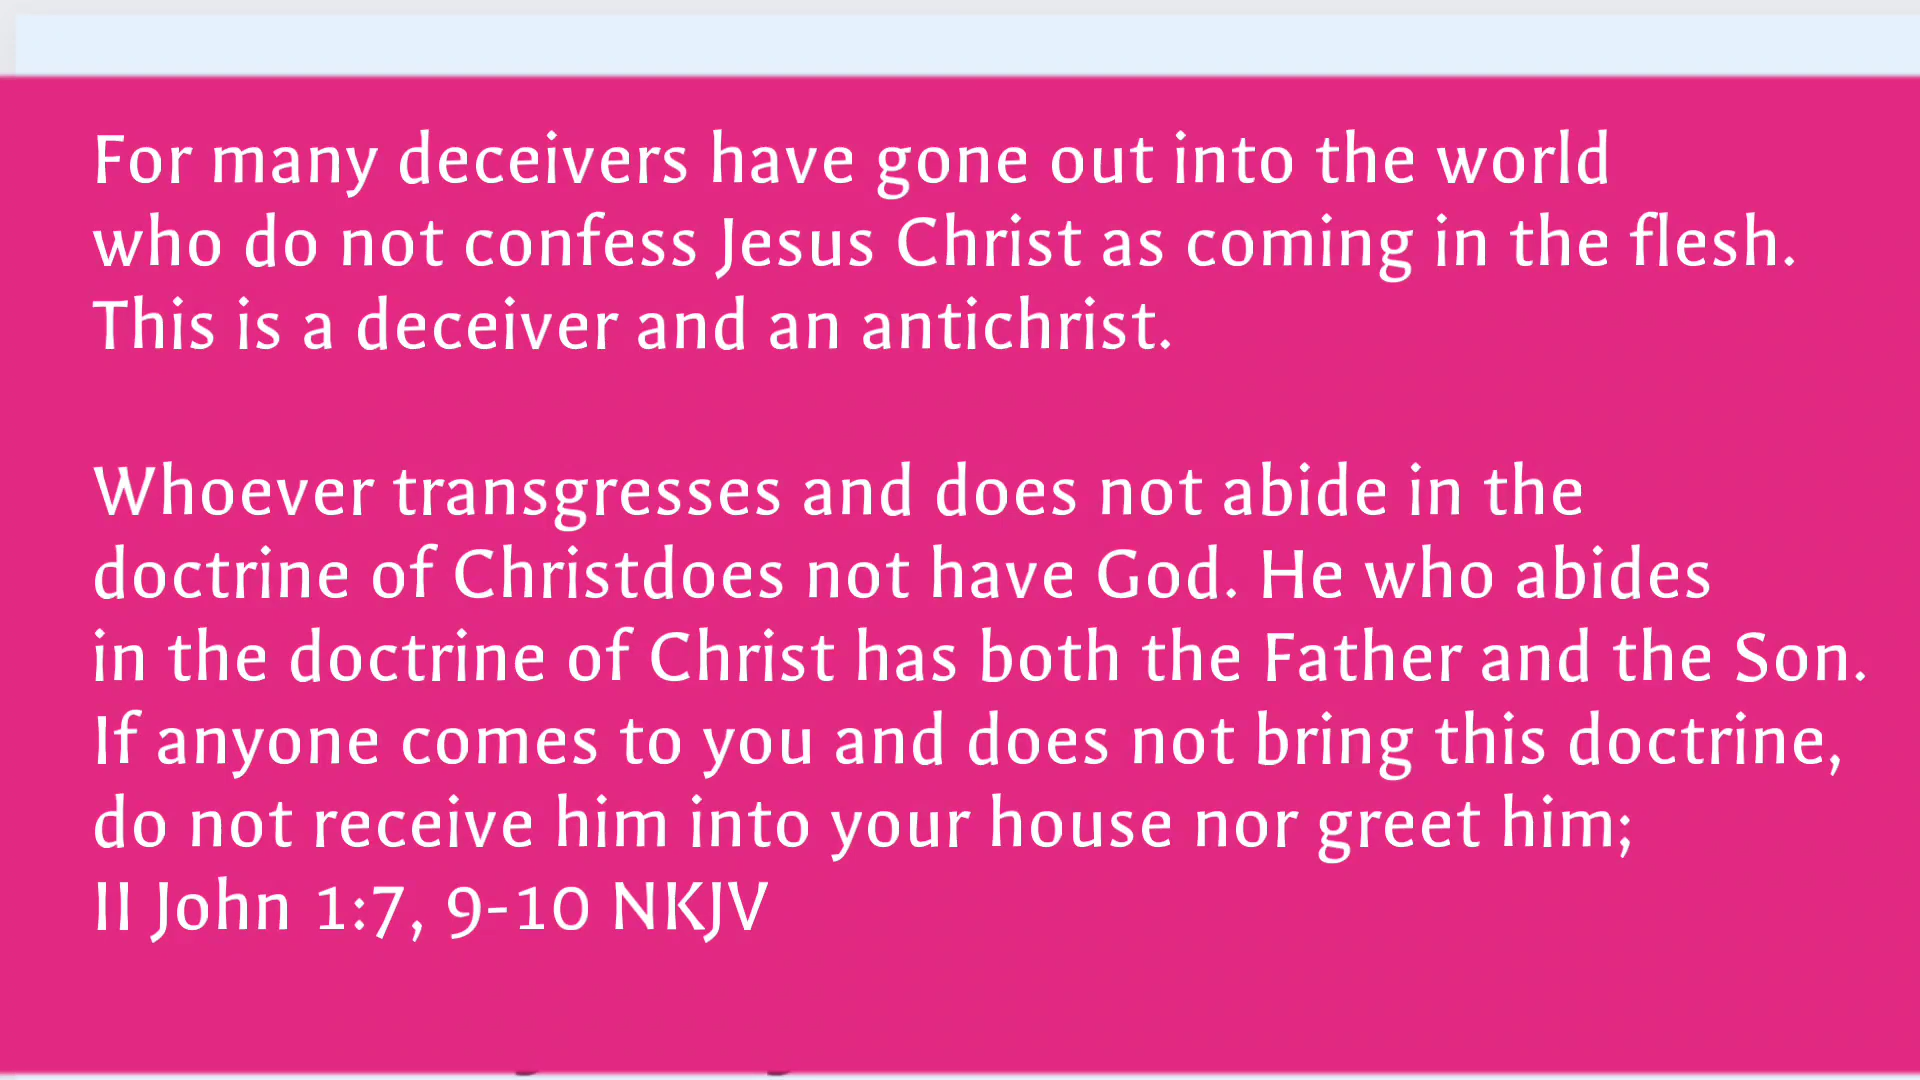 For many deceivers have gone out into the world
who do not confess Jesus Christ as coming in the flesh.
This is a deceiver and an antichrist.
Whoever transgresses and does not abide in the
doctrine of Christdoes not have God. He who abides
in the doctrine of Christ has both the Father and the Son.
If anyone comes to you and does not bring this doctrine,
do not receive him into your house nor greet him;
II John 1:7, 9-10 NKJV